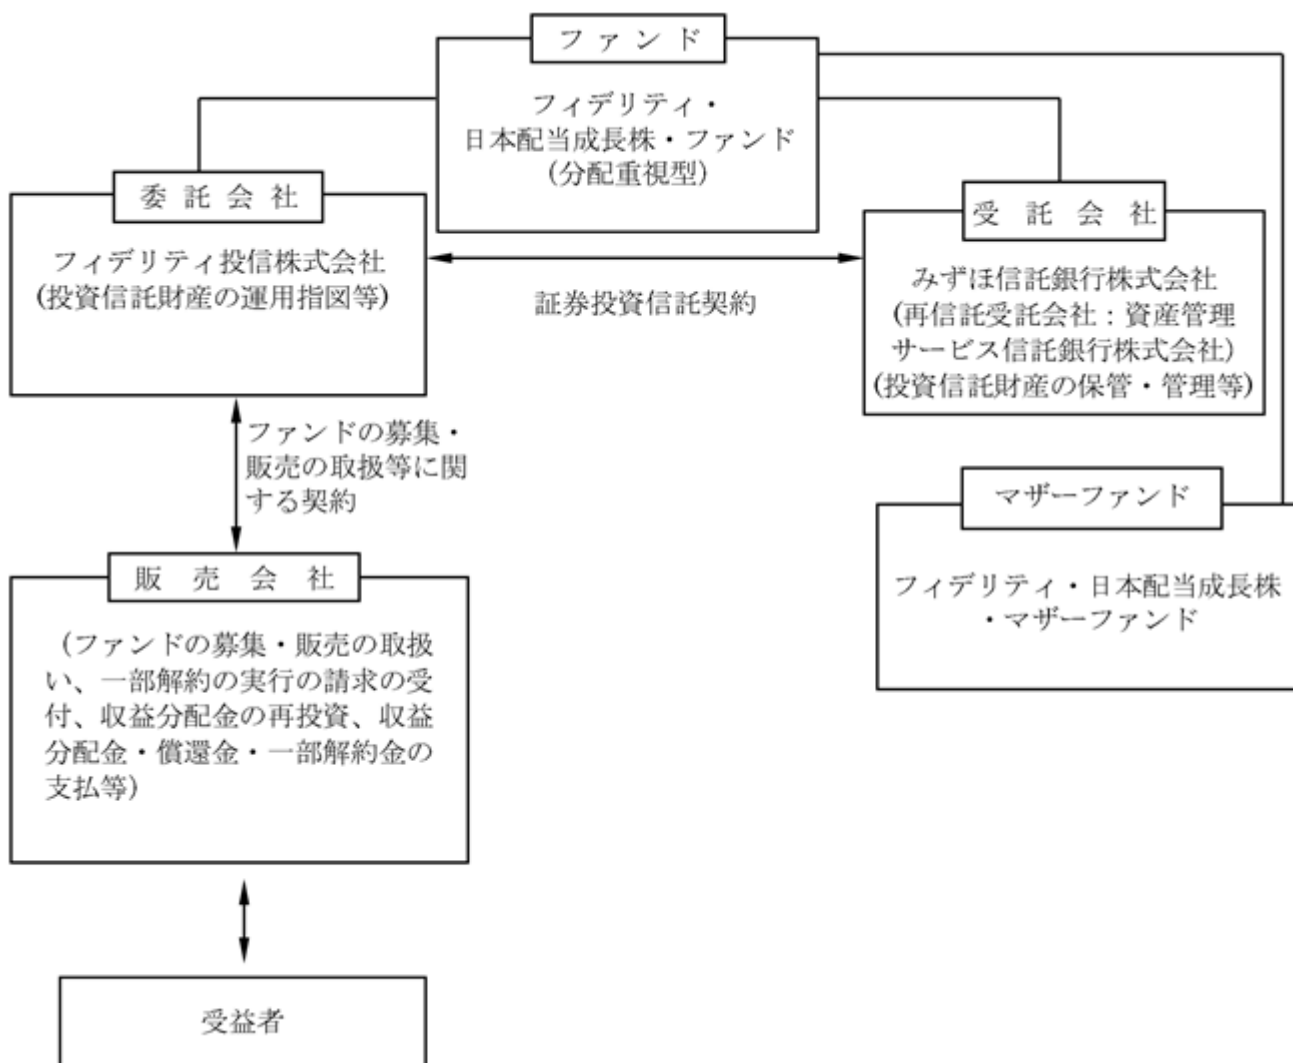 ファンド
フィデリティ・
日本配当成長株・ファンド
(分配重視型)
委託会社
フィデリティ投信株式会社
(投資信託財産の運用指図等)
証券投資信託契約
受託会社
みずほ信託銀行株式会社
(再信託受託会社：資産管理
サービス信託銀行株式会社)
(投資信託財産の保管・管理等)
ファンドの募集・
販売の取扱等に関
する契約
マザーファンド
フィデリティ・日本配当成長株
・マザーファンド
販売会社
(ファンドの募集・販売の取扱
い、一部解約の実行の請求の受
付、収益分配金の再投資、収益
分配金・償還金・一部解約金の
支払等)
受益者